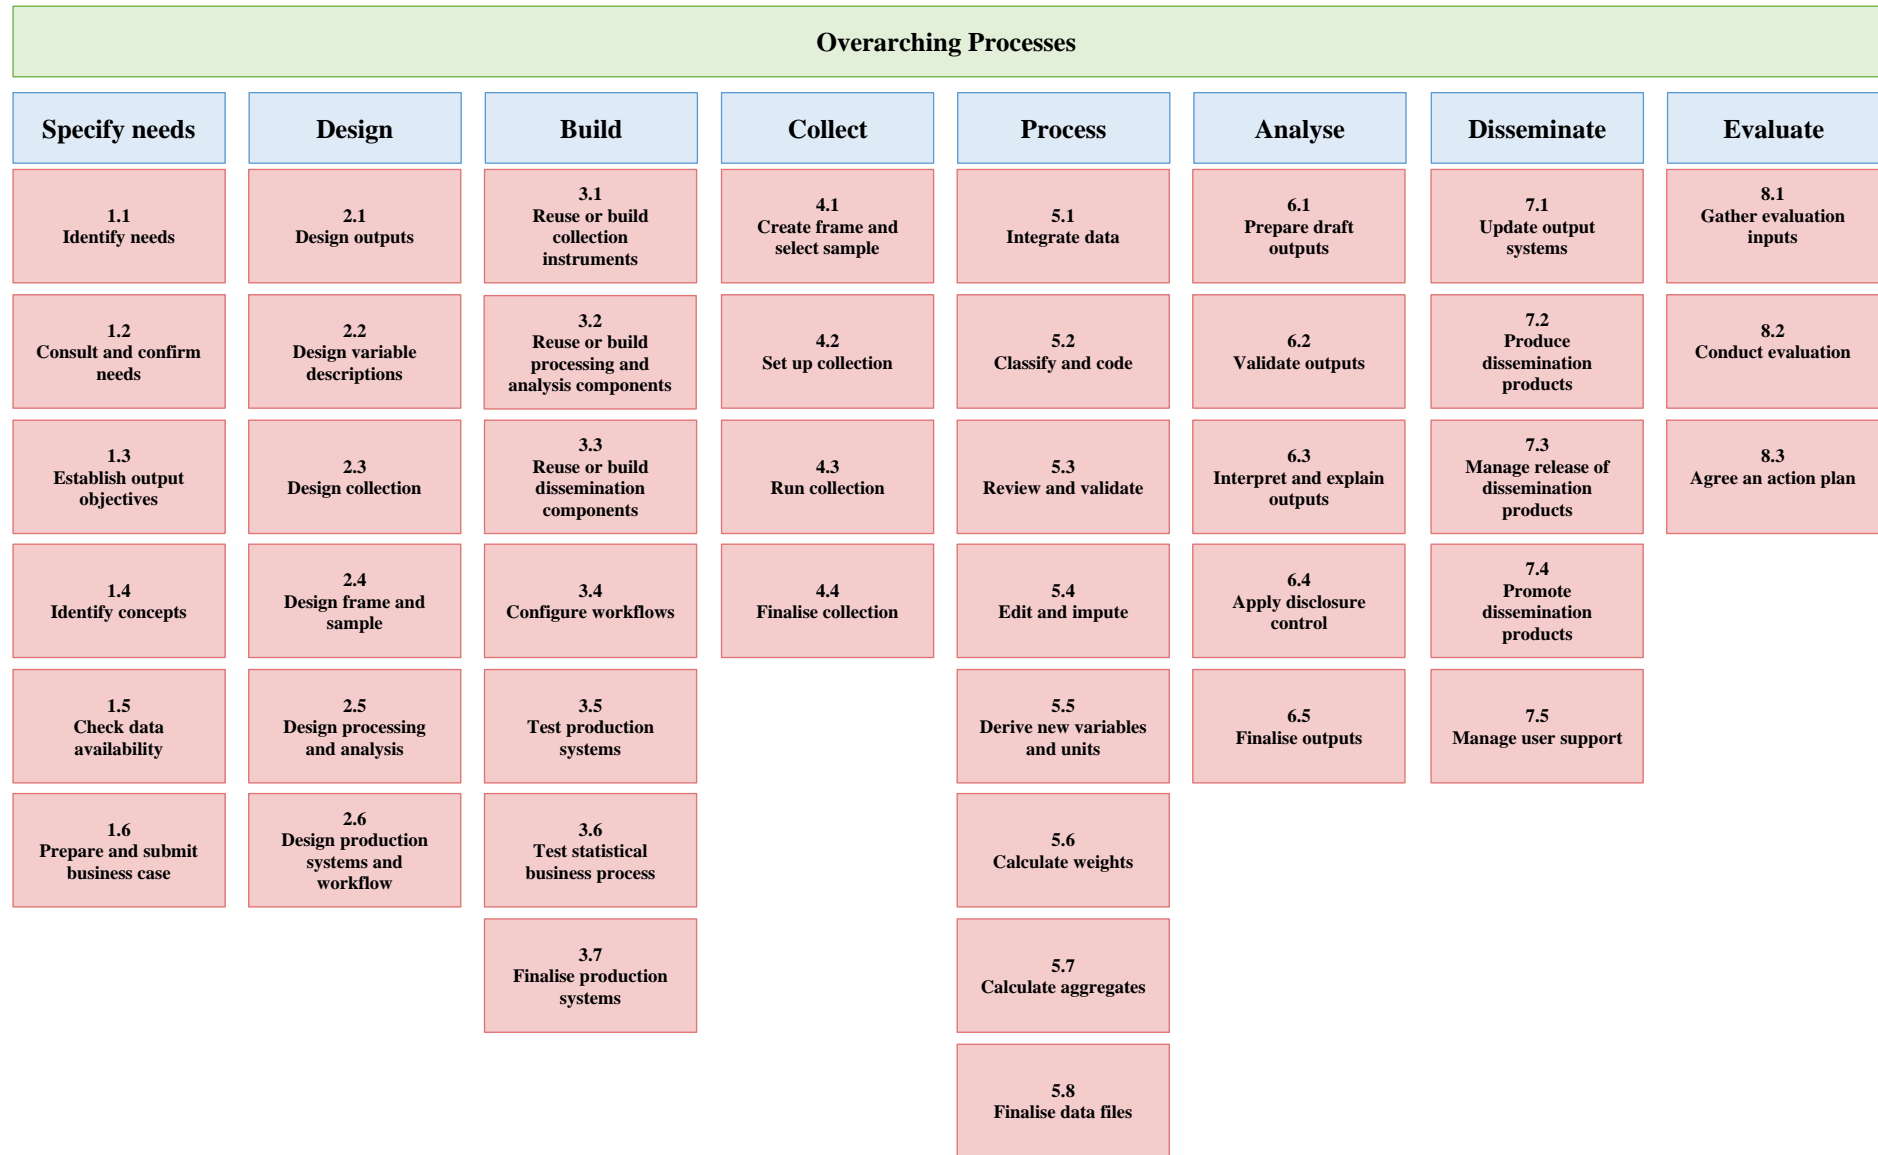 Overarching Processes
Specify needs
Design
Build
Collect
Process
Analyse
Disseminate
Evaluate
1.1
Identify needs
1.2
Consult and confirm
needs
1.3
Establish output
objectives
1.4
Identify concepts
1.5
Check data
availability
1.6
Prepare and submit
business case
2.1
Design outputs
2.2
Design variable
descriptions
2.3
Design collection
2.4
Design frame and
sample
2.5
Design processing
and analysis
2.6
Design production
systems and
workflow
3.1
Reuse or build
collection
instruments
3.2
Reuse or build
processing and
analysis components
3.3
Reuse or build
dissemination
components
3.4
Configure workflows
3.5
Test production
systems
3.6
Test statistical
business process
3.7
Finalise production
systems
4.1
Create frame and
select sample
4.2
Set up collection
4.3
Run collection
4.4
Finalise collection
5.1
Integrate data
5.2
Classify and code
5.3
Review and validate
5.4
Edit and impute
5.5
Derive new variables
and units
5.6
Calculate weights
5.7
Calculate aggregates
5.8
Finalise data files
6.1
Prepare draft
outputs
6.2
Validate outputs
6.3
Interpret and explain
outputs
6.4
Apply disclosure
control
6.5
Finalise outputs
7.1
Update output
systems
7.2
Produce
dissemination
products
7.3
Manage release of
dissemination
products
7.4
Promote
dissemination
products
7.5
Manage user support
8.1
Gather evaluation
inputs
8.2
Conduct evaluation
8.3
Agree an action plan